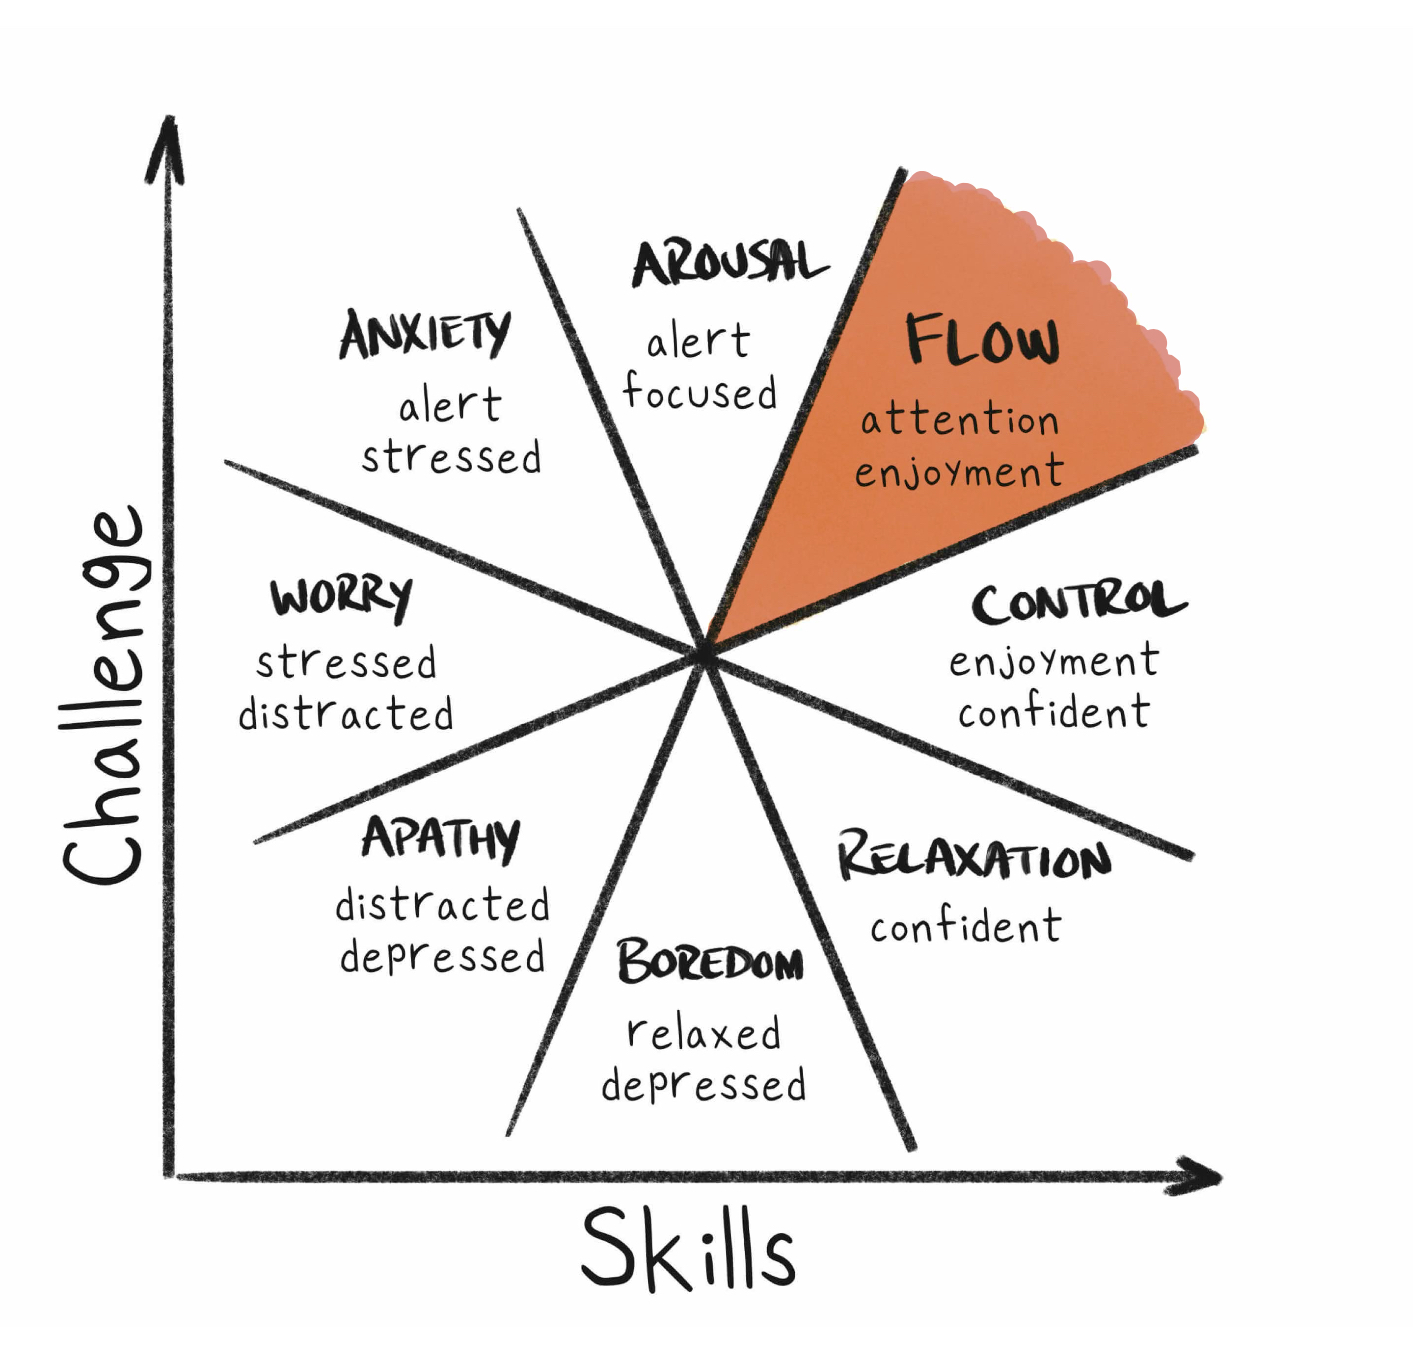 AROUSAL
alert
focused
FLOW
attention
enjoyment
ANXIETY
alert
stressed
WORRY
stressed
distracted
CONTROL
enjoyment
confident
APATHY
distracted
depressed
RELAXATION
confident
BOREDOM
relaxed
depressed
Challenge
Skills